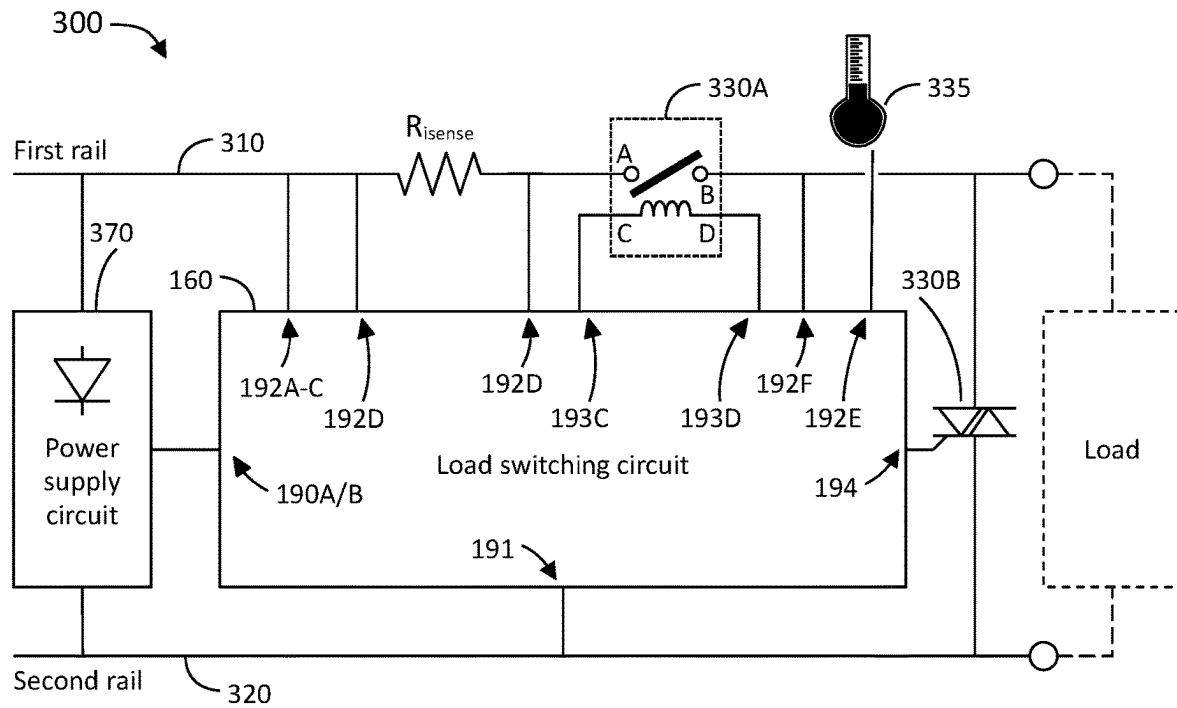 300
330A
335
Risense
First rail
310
A
B
C
D
370
160
330B
192A-C
192D
192D
193C
193D
192F
192E
Power
supply
circuit
Load switching circuit
Load
190A/B
194
191
Second rail
320